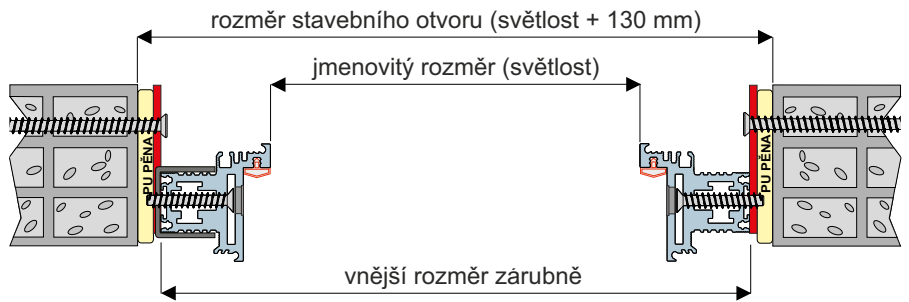 rozměr stavebního otvoru (světlost + 130 mm)
jmenovitý rozměr (světlost)
PU PĚNA
PU PĚNA
vnější rozměr zárubně